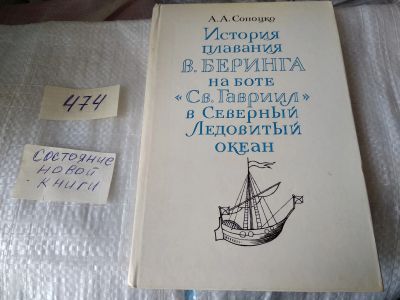 А.А. Сопоцко
История
плавания
В. БЕРИНГА
на боте
«Св. Гавриил»
в Северный
Ледовитый
океан
474
СОСТОЯНИЕ
НОВОЙ
КНИГИ